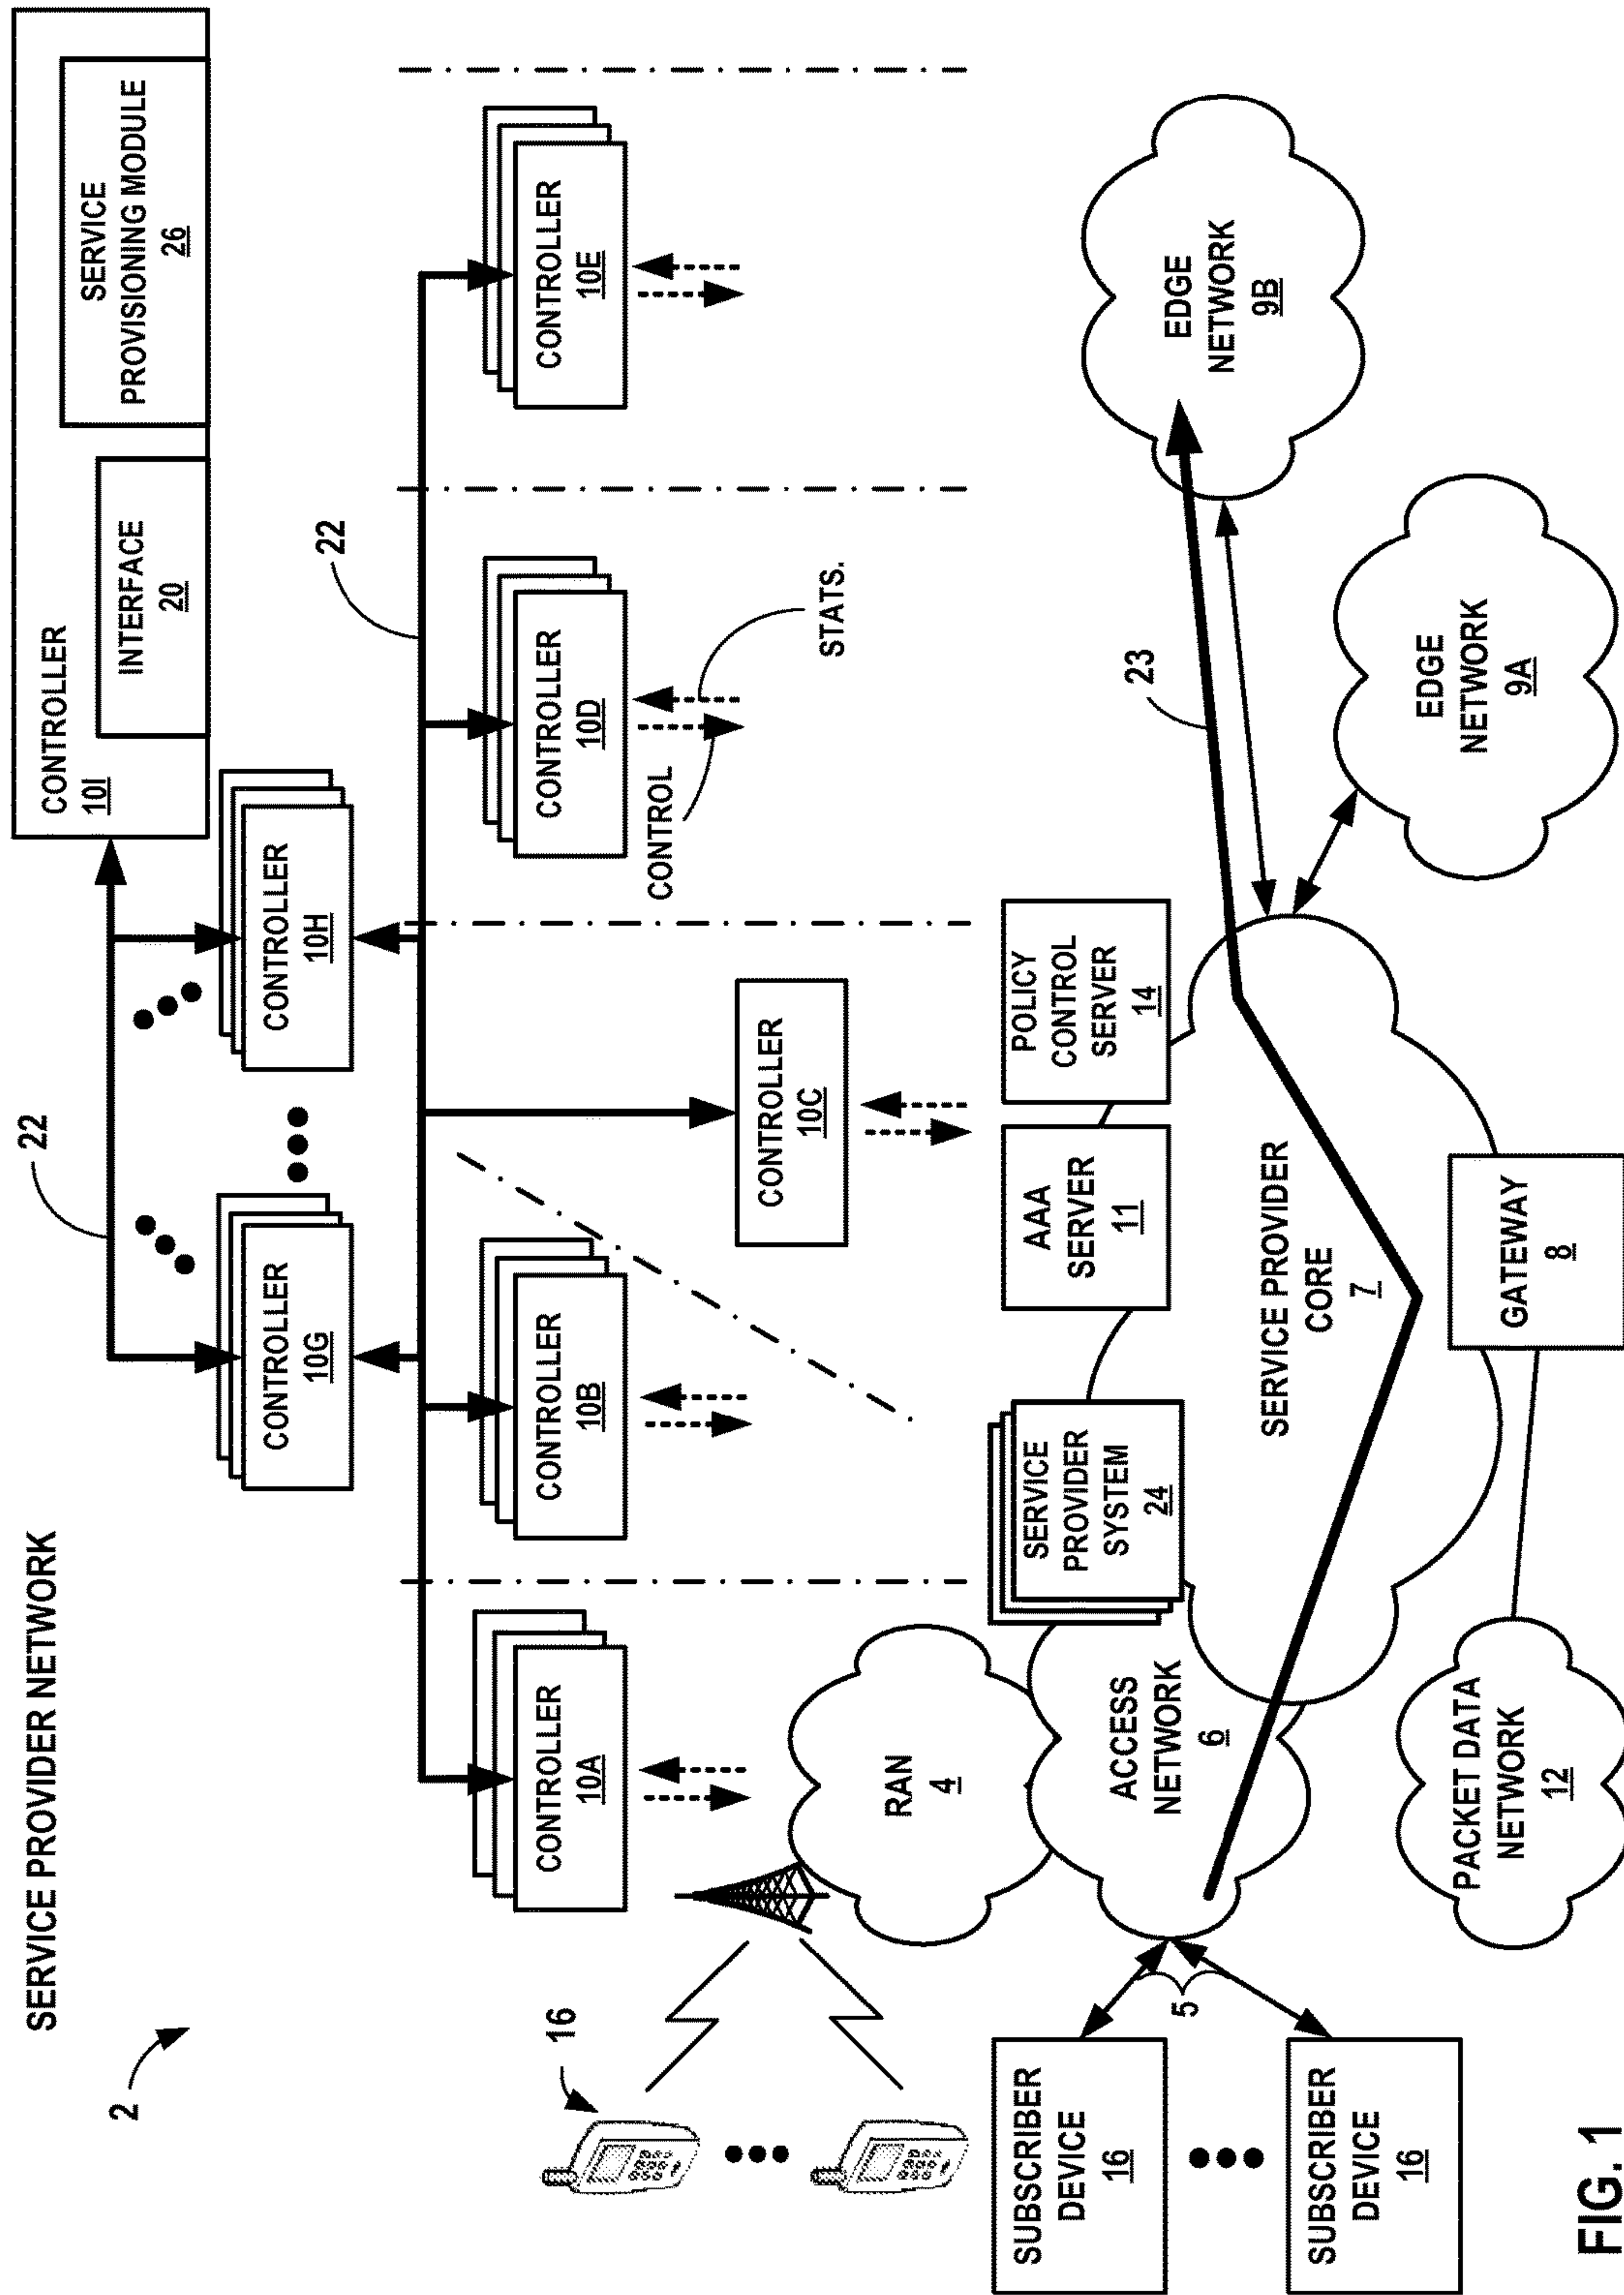 SERVICE PROVIDER NETWORK
2
CONTROLLER
10I
INTERFACE
20
SERVICE
PROVISIONING MODULE
26
22
CONTROLLER
10G
CONTROLLER
10H
22
CONTROLLER
10A
CONTROLLER
10B
CONTROLLER
10D
CONTROLLER
10E
CONTROL
STATS.
CONTROLLER
10C
16
RAN
4
SERVICE
PROVIDER
SYSTEM
24
AAA
SERVER
11
POLICY
CONTROL
SERVER
14
SUBSCRIBER
DEVICE
16
5
ACCESS
NETWORK
6
SERVICE PROVIDER
CORE
7
23
EDGE
NETWORK
9B
SUBSCRIBER
DEVICE
16
PACKET DATA
NETWORK
12
GATEWAY
8
EDGE
NETWORK
9A
FIG. 1